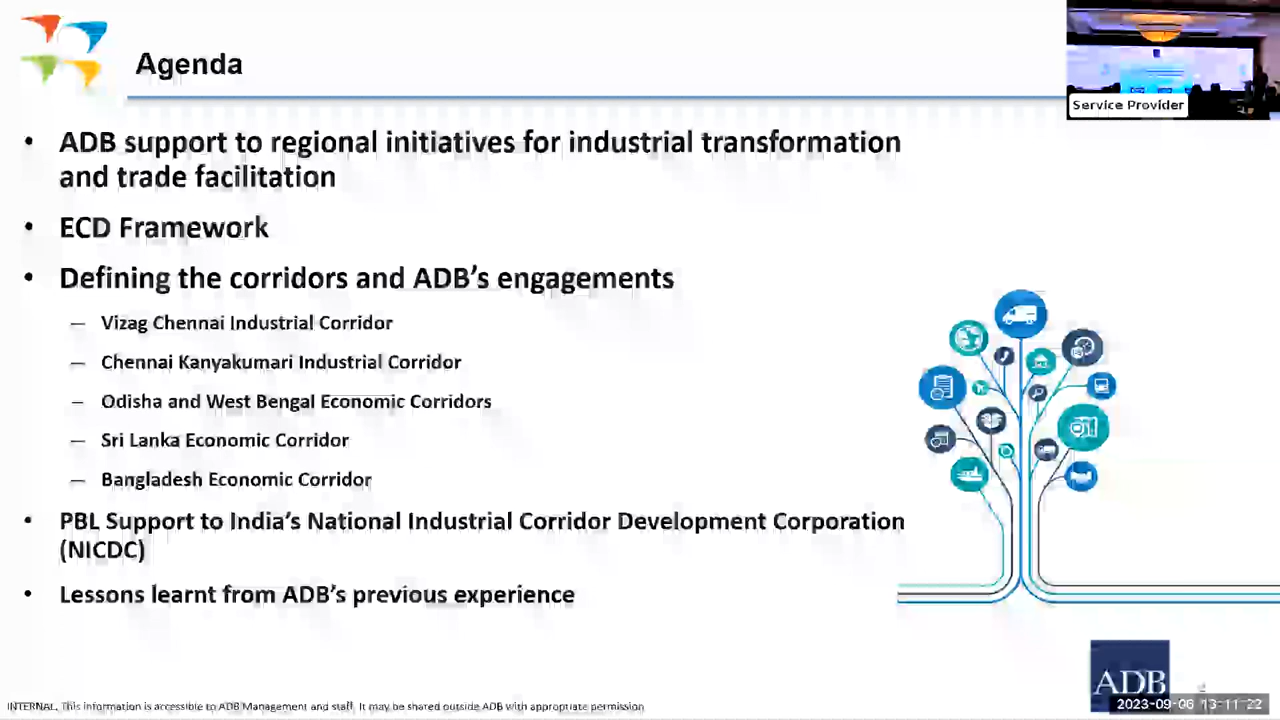 Agenda
Service Provider
• ADB support to regional initiatives for industrial transformation
and trade facilitation
• ECD Framework
• Defining the corridors and ADB’s engagements
– Vizag Chennai Industrial Corridor
– Chennai Kanyakumari Industrial Corridor
– Odisha and West Bengal Economic Corridors
– Sri Lanka Economic Corridor
– Bangladesh Economic Corridor
• PBL Support to India’s National Industrial Corridor Development Corporation
(NICDC)
• Lessons learnt from ADB’s previous experience
ADB
INTERNAL. This information is accessible to ADB Management and staff. It may be shared outside ADB with appropriate permission
2023-09-06 13-11-22